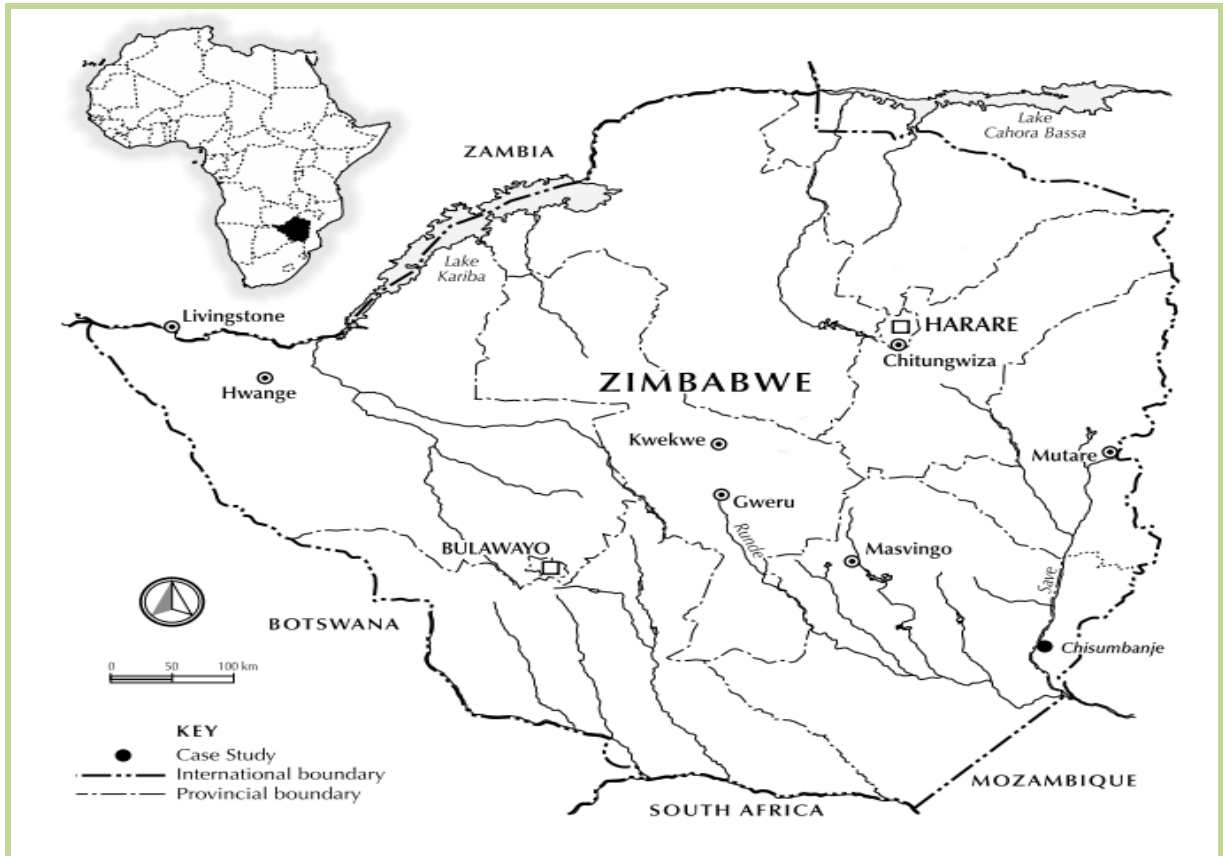 ZAMBIA
Lake
Cahora Bassa
Lake
Kariba
Livingstone
HARARE
Chitungwiza
Hwange
ZIMBABWE
Kwekwe
Mutare
Gweru
Runde
BULAWAYO
Masvingo
Save
BOTSWANA
Chisumbanje
0 50 100 km
KEY
Case Study
International boundary
Provincial boundary
MOZAMBIQUE
SOUTH AFRICA